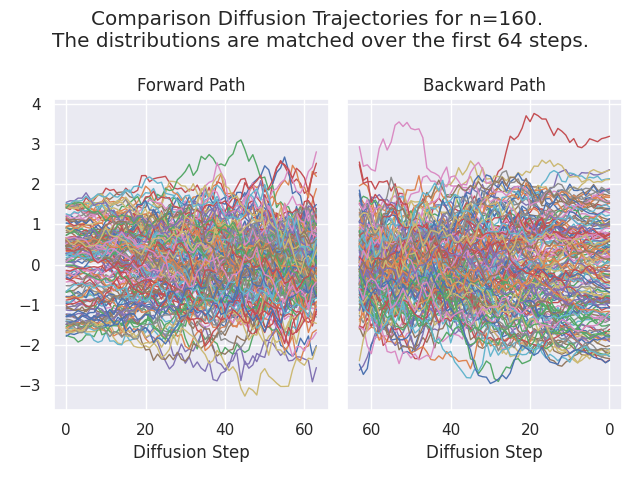 Comparison Diffusion Trajectories for n=160.
The distributions are matched over the first 64 steps.
Forward Path
Backward Path
4
3
2
1
0
−1
−2
−3
0
20
40
60
60
40
20
0
Diffusion Step
Diffusion Step